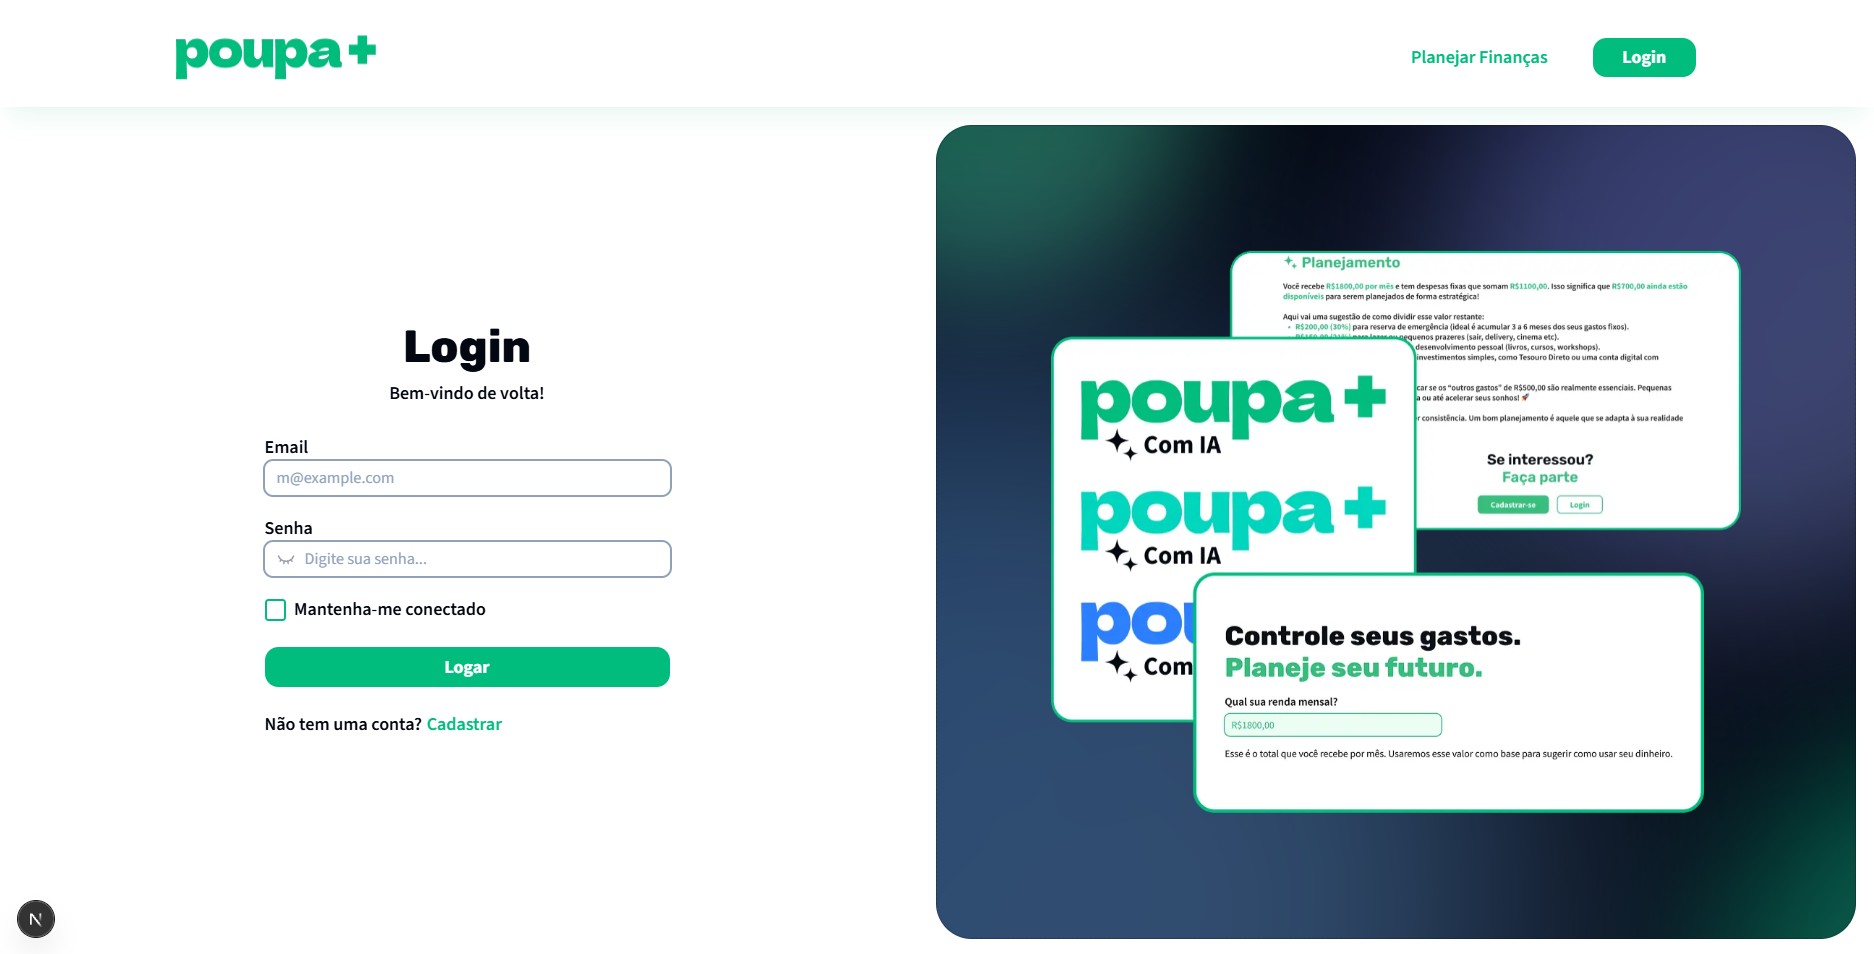 poupa+
Planejar Finanças
Login
Login
Bem-vindo de volta!
Email
m@example.com
Senha
Digite sua senha...
Mantenha-me conectado
Logar
Não tem uma conta? Cadastrar
N
Planejamento
Você recebe R$1800,00 por mês e tem despesas fixas que somam R$1100,00. Isso significa que R$700,00 ainda estão
disponíveis para serem planejados de forma estratégica!
Aqui vai uma sugestão de como dividir esse valor restante:
• R$200,00 (30%) para reserva de emergência (ideal é acumular 3 a 6 meses dos seus gastos fixos).
pequenos prazeres (sair, delivery, cinema etc).
desenvolvimento pessoal (livros, cursos, workshops).
investimentos simples, como Tesouro Direto ou uma conta digital com
car se os “outros gastos” de R$500,00 são realmente essenciais. Pequenas
a ou até acelerar seus sonhos! 🚀
r consistência. Um bom planejamento é aquele que se adapta à sua realidade
Se interessou?
Faça parte
Cadastrar-se
Login
poupa+
Com IA
poupa+
Com IA
pou
Com
Controle seus gastos.
Planeje seu futuro.
Qual sua renda mensal?
R$1800,00
Esse é o total que você recebe por mês. Usaremos esse valor como base para sugerir como usar seu dinheiro.